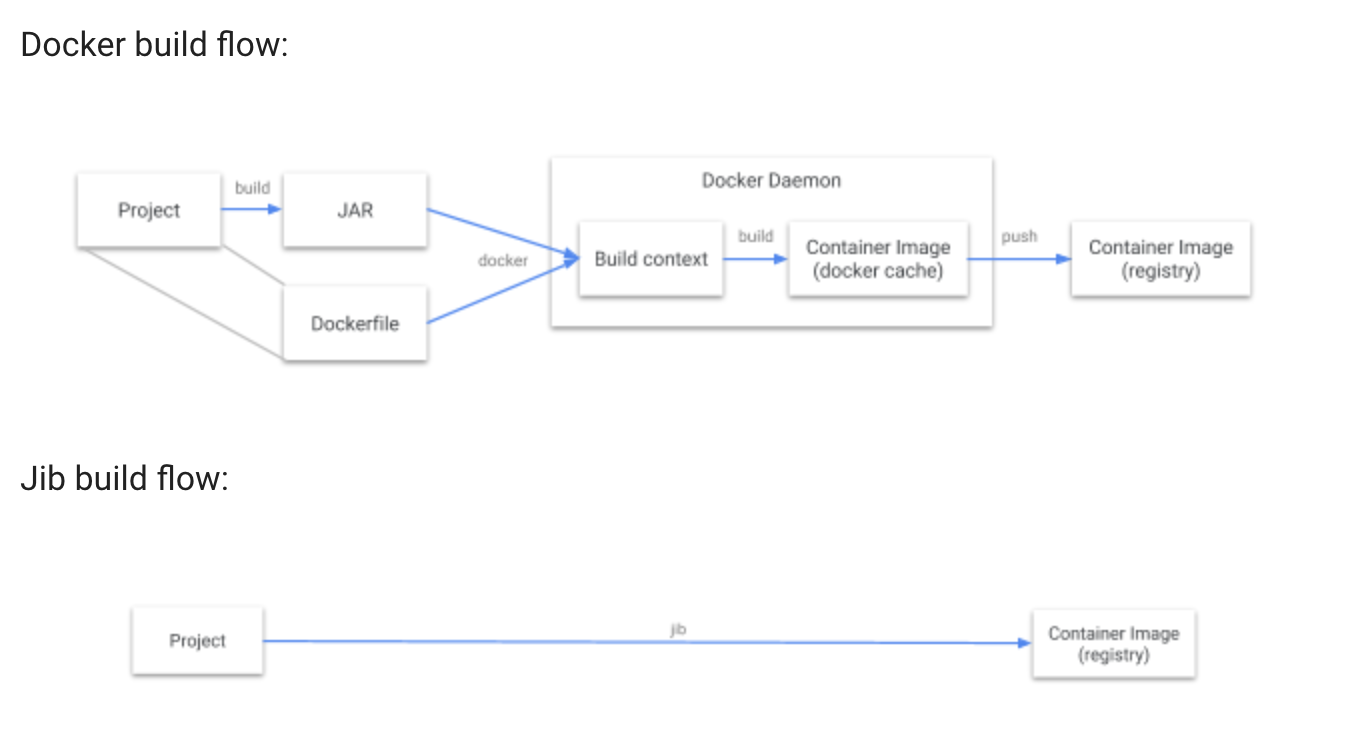 Docker build flow:
Docker Daemon
Project
build
JAR
docker
Build context
build
Container Image
(docker cache)
push
Container Image
(registry)
Dockerfile
Jib build flow:
Project
jib
Container Image
(registry)